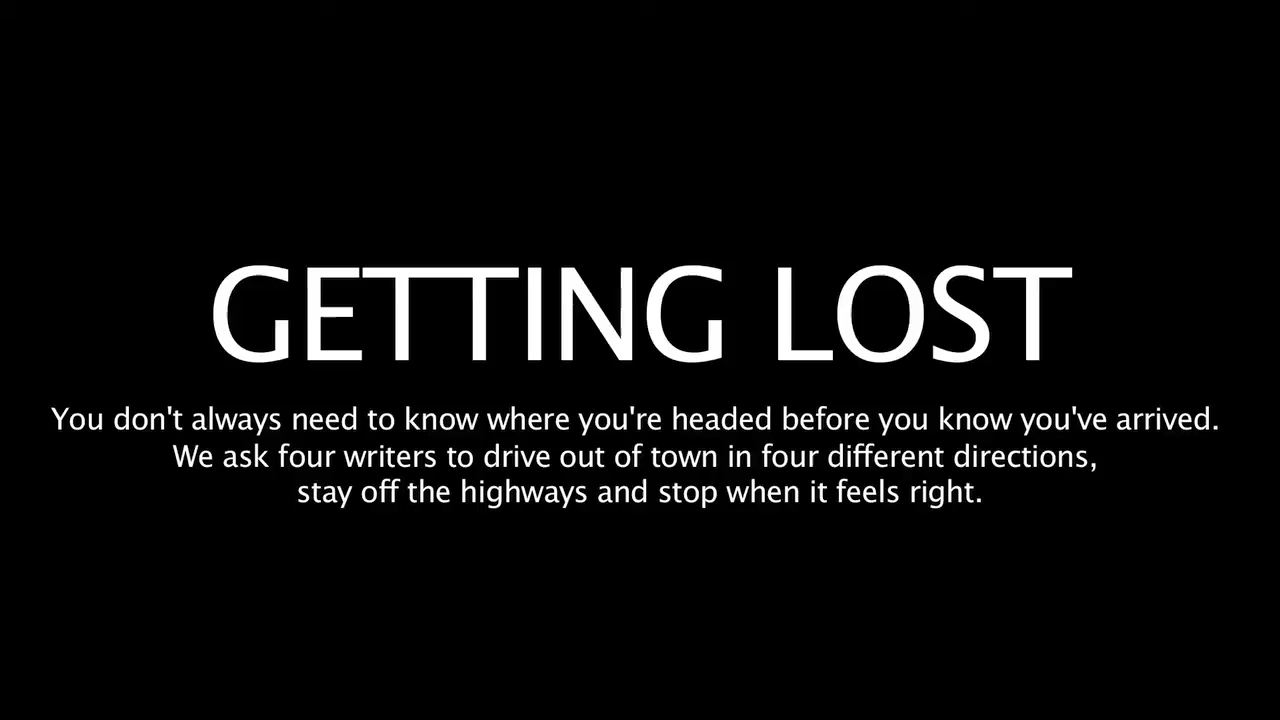 GETTING LOST
You don't always need to know where you're headed before you know you've arrived.
We ask four writers to drive out of town in four different directions,
stay off the highways and stop when it feels right.